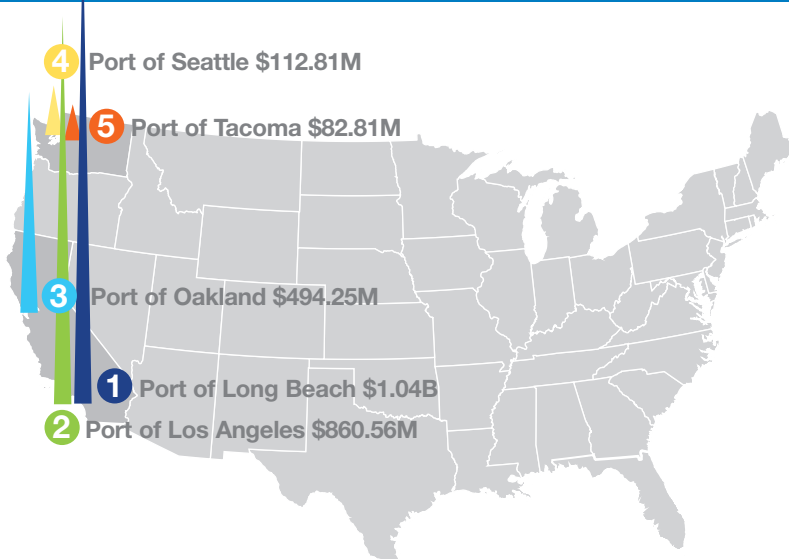 4 Port of Seattle $112.81M
5 Port of Tacoma $82.81M
3 Port of Oakland $494.25M
1 Port of Long Beach $1.04B
2 Port of Los Angeles $860.56M